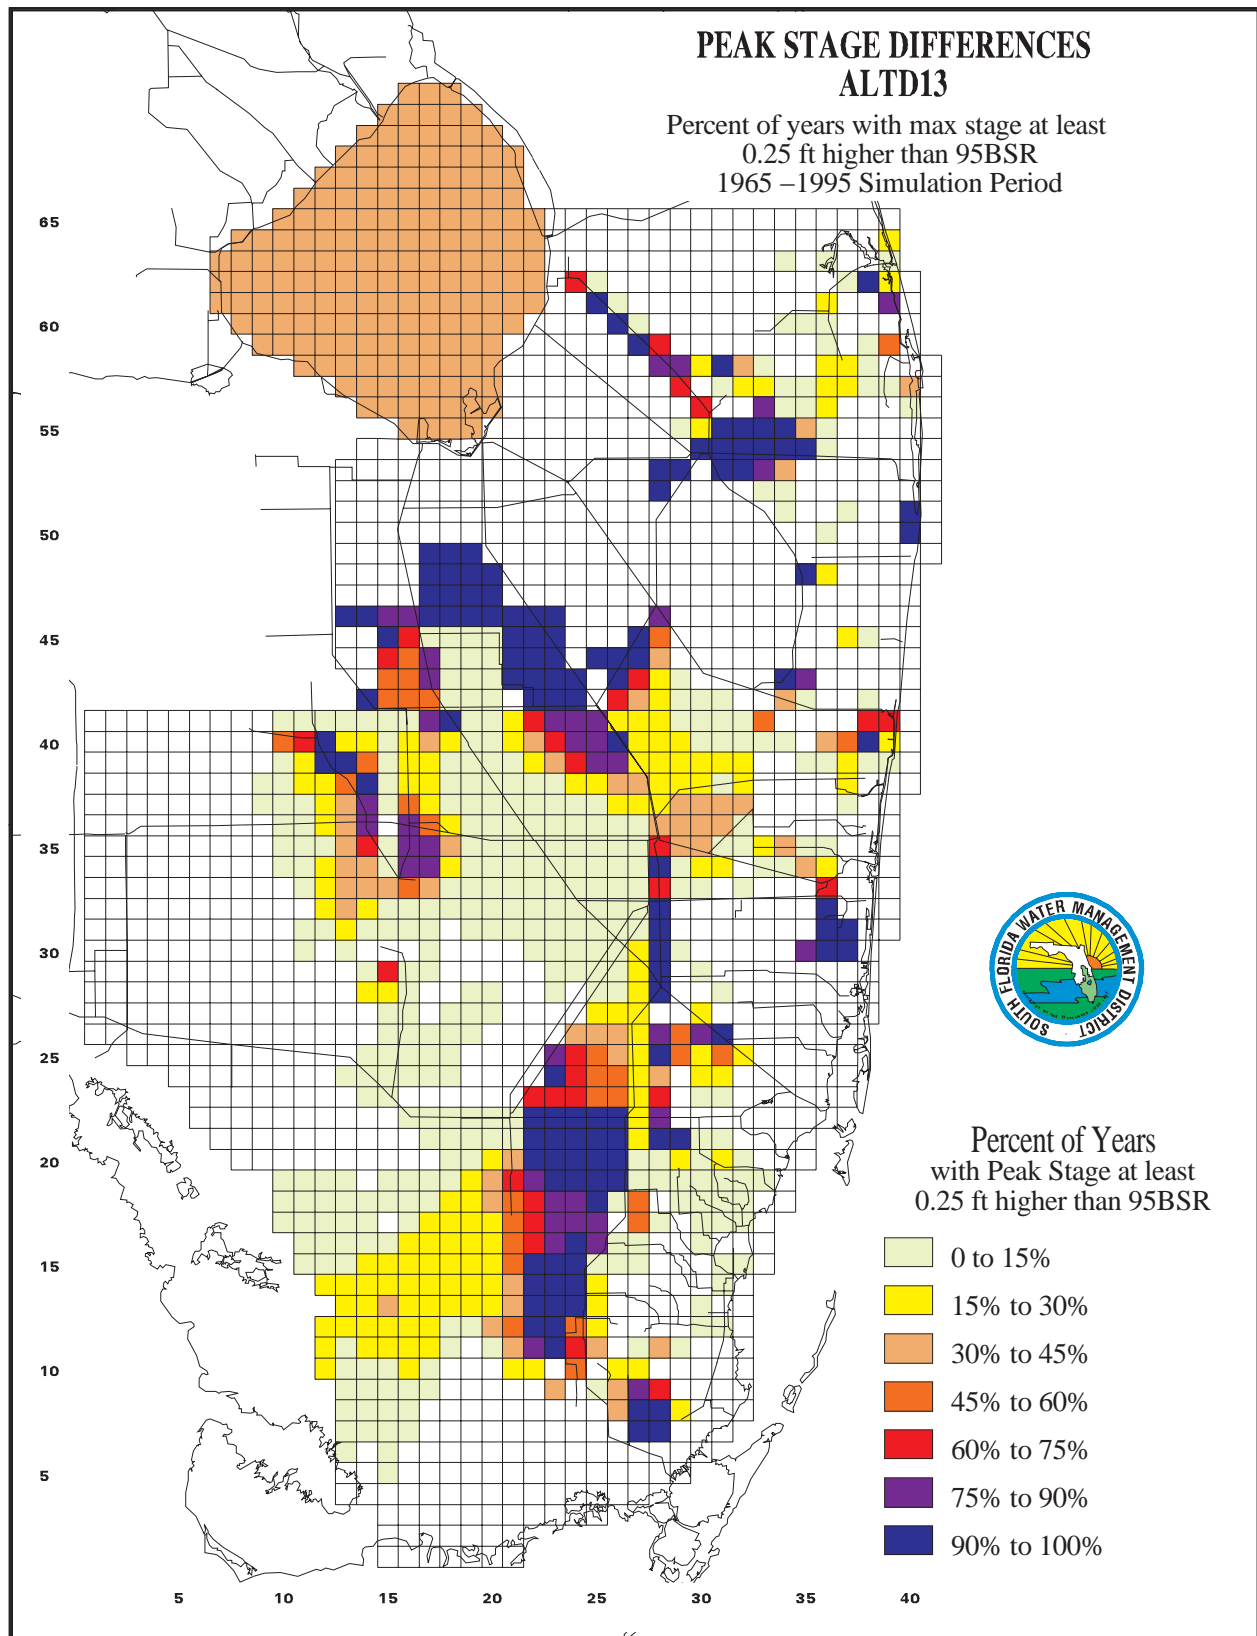 PEAK STAGE DIFFERENCES
ALTD13
Percent of years with max stage at least
0.25 ft higher than 95BSR
1965 –1995 Simulation Period
65
60
55
50
45
40
35
30
25
20
15
10
5
5 10 15 20 25 30 35 40
SOUTH FLORIDA WATER MANAGEMENT DISTRICT
Percent of Years
with Peak Stage at least
0.25 ft higher than 95BSR
0 to 15%
15% to 30%
30% to 45%
45% to 60%
60% to 75%
75% to 90%
90% to 100%